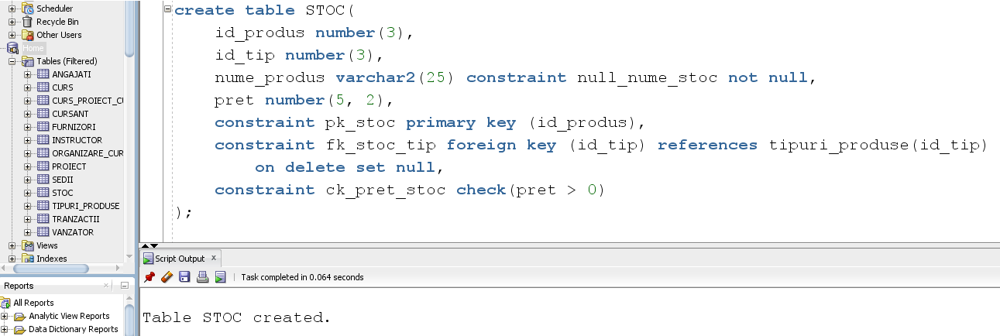 Scheduler
Recycle Bin
Other Users
Home
Tables (Filtered)
ANGAJATI
CURS
CURS_PROIECT_CU
CURSANT
FURNIZORI
INSTRUCTOR
ORGANIZARE_CUR
PROIECT
SEDII
STOC
TIPURI_PRODUSE
TRANZACTII
VANZATOR
Views
Indexes
Reports
All Reports
Analytic View Reports
Data Dictionary Reports
create table STOC(
id_produs number(3),
id_tip number(3),
nume_produs varchar2(25) constraint null_nume_stoc not null,
pret number(5, 2),
constraint pk_stoc primary key (id_produs),
constraint fk_stoc_tip foreign key (id_tip) references tipuri_produse(id_tip)
on delete set null,
constraint ck_pret_stoc check(pret > 0)
);
Script Output x
Task completed in 0.064 seconds
Table STOC created.